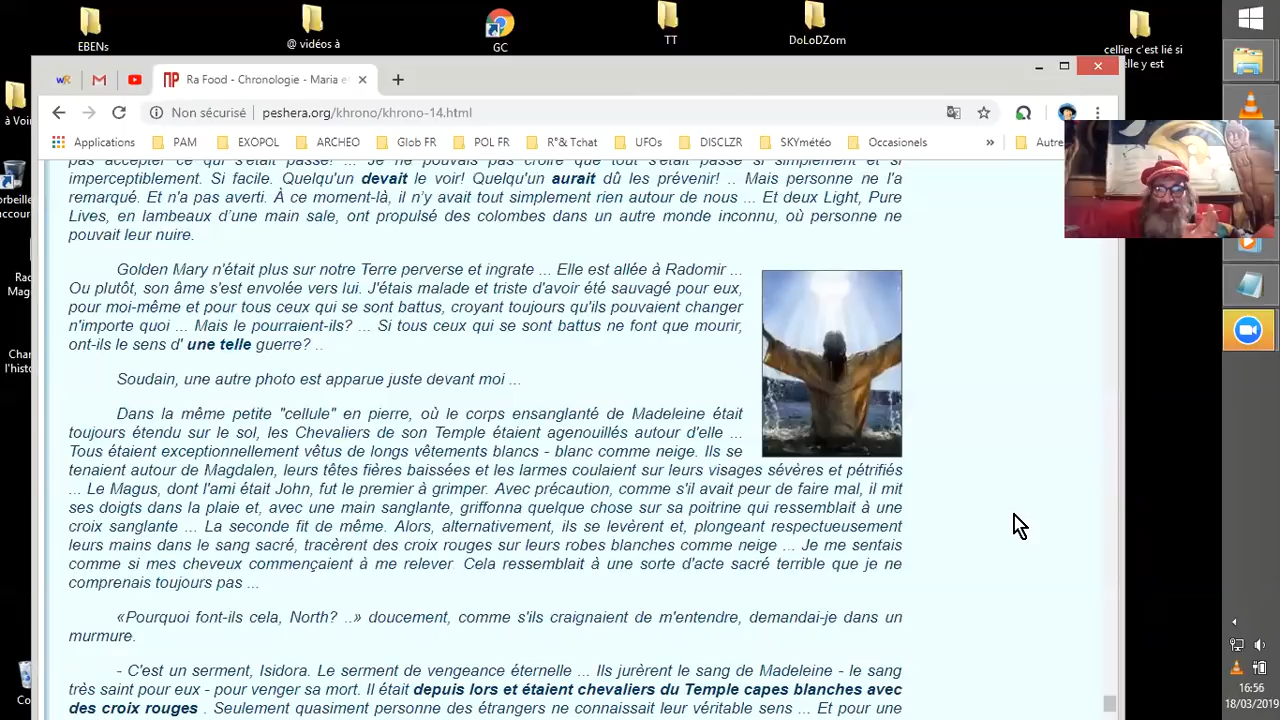 EBENs
@ vidéos à
GC
TT
DoLoDZom
cellier c'est lié si
elle y est
à Voir
Ra Food - Chronologie - Maria e
Non sécurisé
peshera.org/khrono/khrono-14.html
Applications
PAM
EXOPOL
ARCHEO
Glob FR
POL FR
R°& Tchat
UFOs
DISCLZR
SKYmétéo
Occasionels
»
Autre
pas accepter ce qui s'était passé! ... Je ne pouvais pas croire que tout s'était passé si simplement et si
imperceptiblement. Si facile. Quelqu'un devait le voir! Quelqu'un aurait dû les prévenir! .. Mais personne ne l'a
remarqué. Et n'a pas averti. À ce moment-là, il n'y avait tout simplement rien autour de nous ... Et deux Light, Pure
Lives, en lambeaux d'une main sale, ont propulsé des colombes dans un autre monde inconnu, où personne ne
pouvait leur nuire.
Golden Mary n'était plus sur notre Terre perverse et ingrate ... Elle est allée à Radomir ...
Ou plutôt, son âme s'est envolée vers lui. J'étais malade et triste d'avoir été sauvagé pour eux,
pour moi-même et pour tous ceux qui se sont battus, croyant toujours qu'ils pouvaient changer
n'importe quoi ... Mais le pourraient-ils? ... Si tous ceux qui se sont battus ne font que mourir,
ont-ils le sens d' une telle guerre? ..
Soudain, une autre photo est apparue juste devant moi ...
Dans la même petite "cellule" en pierre, où le corps ensanglanté de Madeleine était
toujours étendu sur le sol, les Chevaliers de son Temple étaient agenouillés autour d'elle ...
Tous étaient exceptionnellement vêtus de longs vêtements blancs - blanc comme neige. Ils se
tenaient autour de Magdalen, leurs têtes fières baissées et les larmes coulaient sur leurs visages sévères et pétrifiés
... Le Magus, dont l'ami était John, fut le premier à grimper. Avec précaution, comme s'il avait peur de faire mal, il mit
ses doigts dans la plaie et, avec une main sanglante, griffonna quelque chose sur sa poitrine qui ressemblait à une
croix sanglante ... La seconde fit de même. Alors, alternativement, ils se levèrent et, plongeant respectueusement
leurs mains dans le sang sacré, tracèrent des croix rouges sur leurs robes blanches comme neige ... Je me sentais
comme si mes cheveux commençaient à me relever. Cela ressemblait à une sorte d'acte sacré terrible que je ne
comprenais toujours pas ...
«Pourquoi font-ils cela, North? ..» doucement, comme s'ils craignaient de m'entendre, demandai-je dans un
murmure.
- C'est un serment, Isidora. Le serment de vengeance éternelle ... Ils jurèrent le sang de Madeleine - le sang
très saint pour eux - pour venger sa mort. Il était depuis lors et étaient chevaliers du Temple capes blanches avec
des croix rouges . Seulement quasiment personne des étrangers ne connaissait leur véritable sens ... Et pour une
16:56
18/03/2019